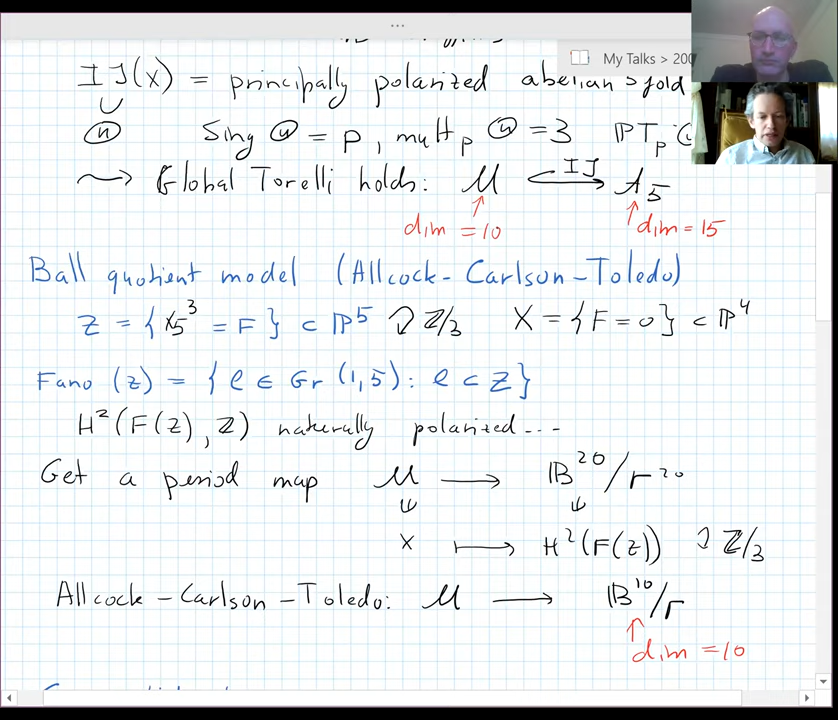 My Talks > 200
IJ(X) = principally polarized abelian 5fold
∪
Θ Sing Θ = p, mult_p Θ = 3 ℙT_p
⇝ Global Torelli holds: M ↪ IJ A_5
dim = 10 dim = 15
Ball quotient model (Allcock-Carlson-Toledo)
Z = {x_5^3 = F} ⊂ ℙ^5 ↻ ℤ/3 X = {F = 0} ⊂ ℙ^4
Fano (Z) = {ℓ ∈ Gr (1,5): ℓ ⊂ Z}
H^2(F(Z), ℤ) naturally polarized...
Get a period map M → 𝔹^20/Γ^20
X ↦ H^2(F(Z)) ↻ ℤ/3
Allcock-Carlson-Toledo: M → 𝔹^10/Γ
dim = 10